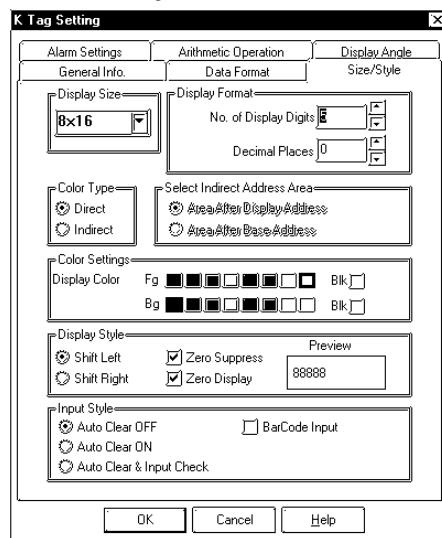 K Tag Setting
Alarm Settings Arithmetic Operation Display Angle
General Info. Data Format Size/Style
Display Size Display Format
8x16 No. of Display Digits 5
Decimal Places 0
Color Type Select Indirect Address Area
Direct Area After Display Address
Indirect Area After Base Address
Color Settings
Display Color Fg Blk
Bg Blk
Display Style Preview
Shift Left Zero Suppress
Shift Right Zero Display 88888
Input Style
Auto Clear OFF BarCode Input
Auto Clear ON
Auto Clear & Input Check
OK Cancel Help